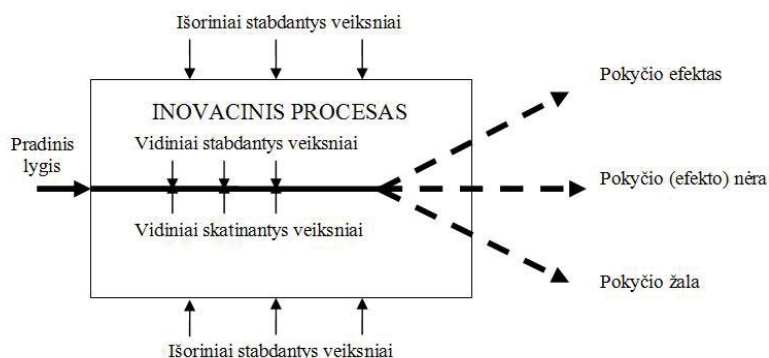 Išoriniai stabdantys veiksniai
Pokyčio efektas
INOVACINIS PROCESAS
Pradinis
lygis
Vidiniai stabdantys veiksniai
Pokyčio (efekto) nėra
Vidiniai skatinantys veiksniai
Pokyčio žala
Išoriniai stabdantys veiksniai